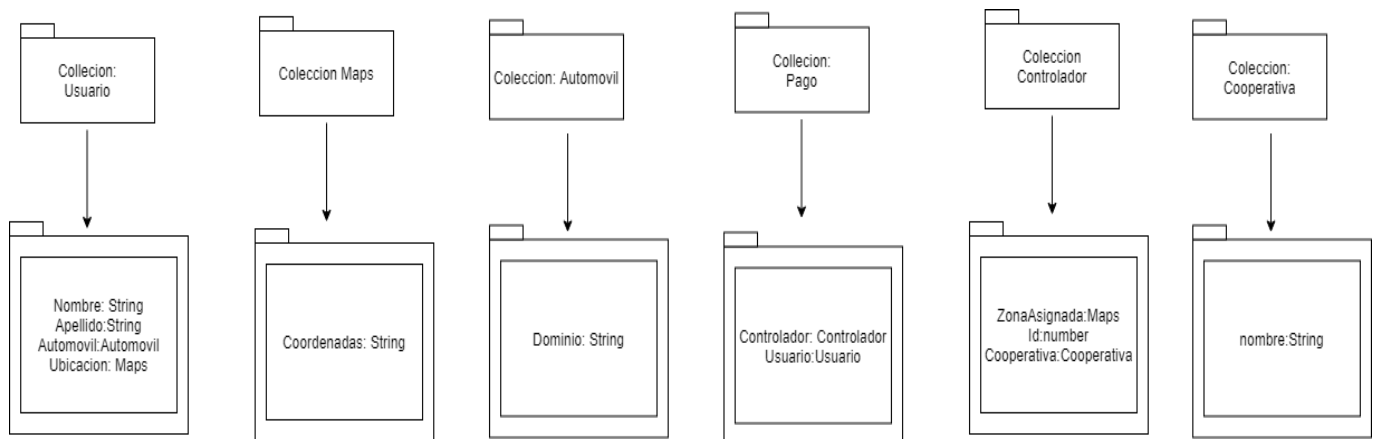 Collecion:
Usuario
Coleccion Maps
Coleccion: Automovil
Collecion:
Pago
Coleccion
Controlador
Coleccion:
Cooperativa
Nombre: String
Apellido:String
Automovil:Automovil
Ubicacion: Maps
Coordenadas: String
Dominio: String
Controlador: Controlador
Usuario:Usuario
ZonaAsignada:Maps
Id:number
Cooperativa:Cooperativa
nombre:String